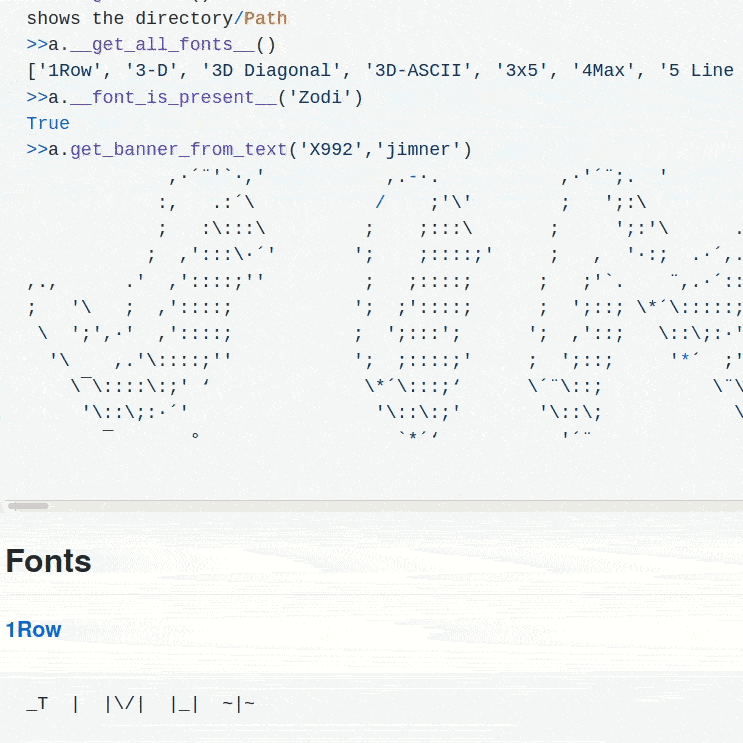 shows the directory/Path
>>a.__get_all_fonts__()
['1Row', '3-D', '3D Diagonal', '3D-ASCII', '3x5', '4Max', '5 Line
>>a.__font_is_present__('Zodi')
True
>>a.get_banner_from_text('X992','jimner')
Fonts
1Row
_T | |\/| |_| ~|~